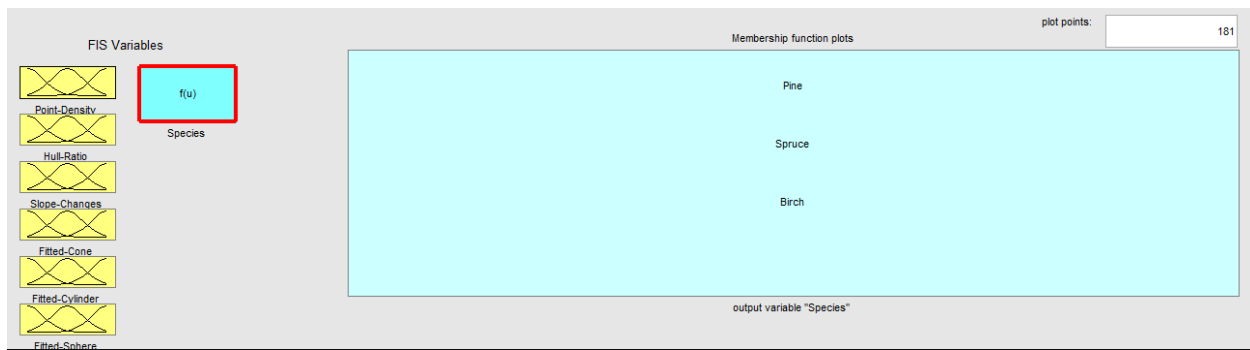 FIS Variables
Point-Density
Hull-Ratio
Slope-Changes
Fitted-Cone
Fitted-Cylinder
Fitted-Sphere
f(u)
Species
plot points:
181
Membership function plots
Pine
Spruce
Birch
output variable "Species"